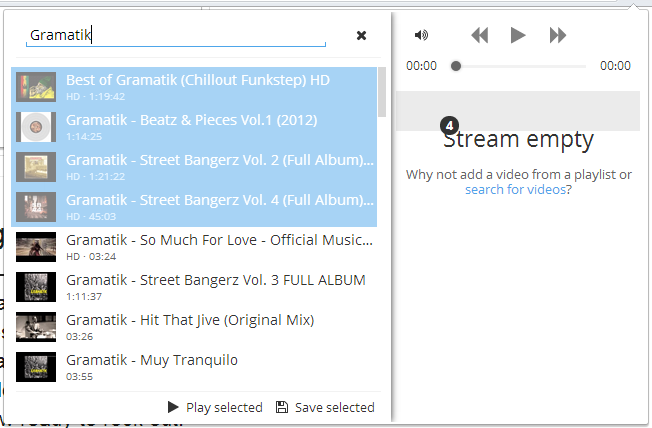 Gramatik
Best of Gramatik (Chillout Funkstep) HD
HD · 1:19:42
Gramatik - Beatz & Pieces Vol.1 (2012)
1:14:25
Gramatik - Street Bangerz Vol. 2 (Full Album)...
HD · 1:21:22
Gramatik - Street Bangerz Vol. 4 (Full Album)...
HD · 45:03
Gramatik - So Much For Love - Official Music...
HD · 03:24
Gramatik - Street Bangerz Vol. 3 FULL ALBUM
1:11:37
Gramatik - Hit That Jive (Original Mix)
03:26
Gramatik - Muy Tranquilo
03:55
Play selected
Save selected
00:00
00:00
4
Stream empty
Why not add a video from a playlist or
search for videos?